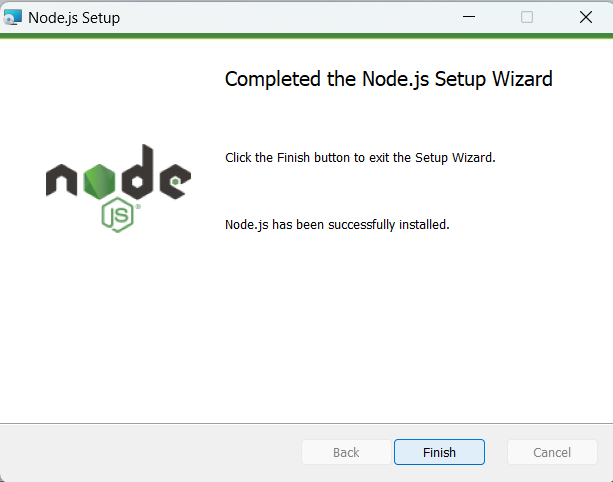 Node.js Setup
Completed the Node.js Setup Wizard
Click the Finish button to exit the Setup Wizard.
node
JS®
Node.js has been successfully installed.
Back Finish Cancel